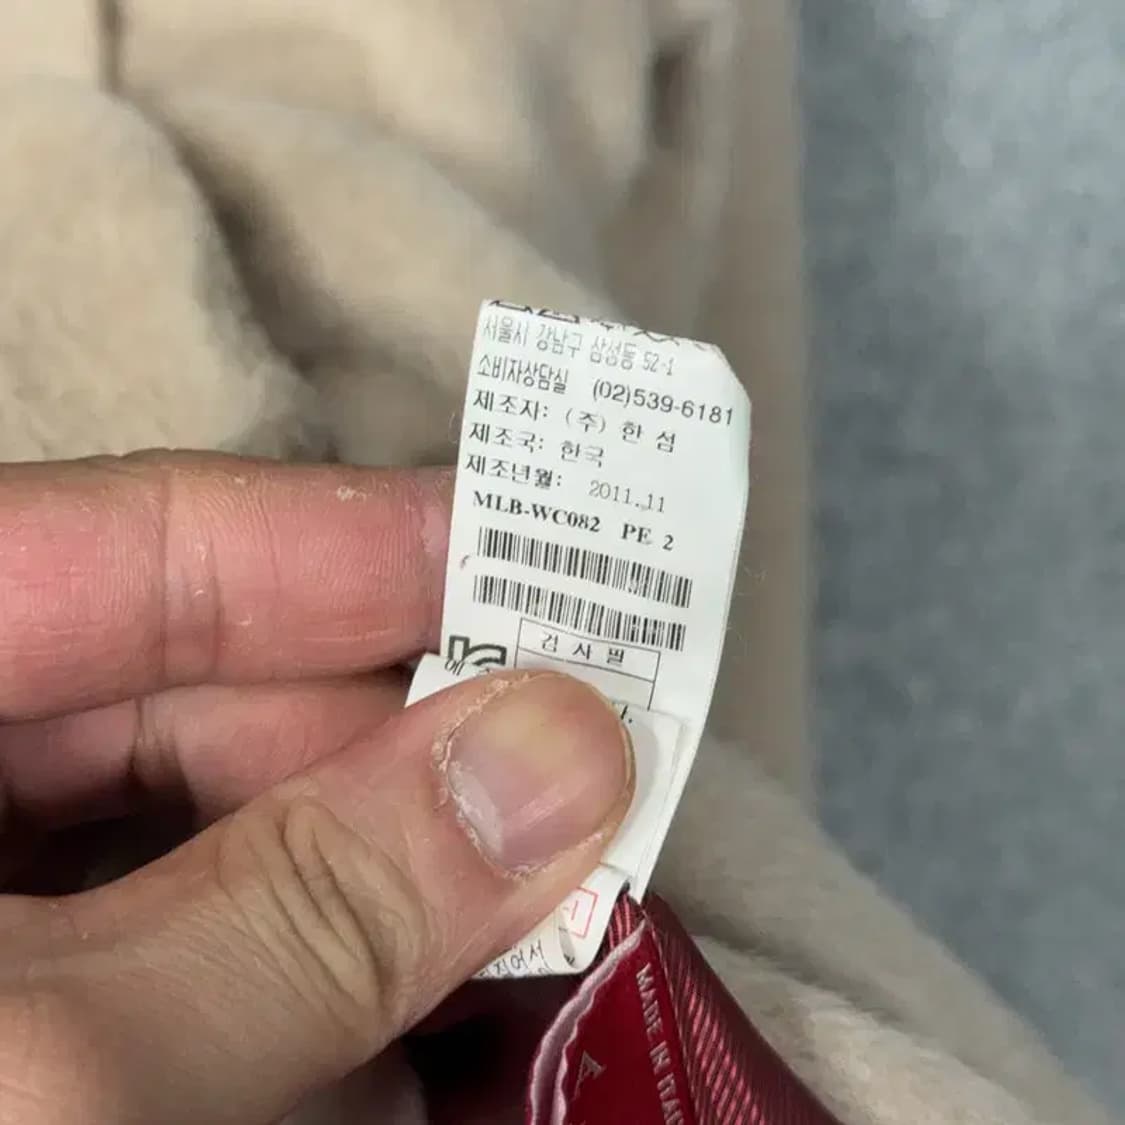 서울시 강남구 삼성동 52-1
소비자상담실 (02)539-6181
제조자: (주) 한 섬
제조국: 한국
제조년월: 2011.11
MLB-WC082 PE 2
검 사 필
MADE IN ITAL
A